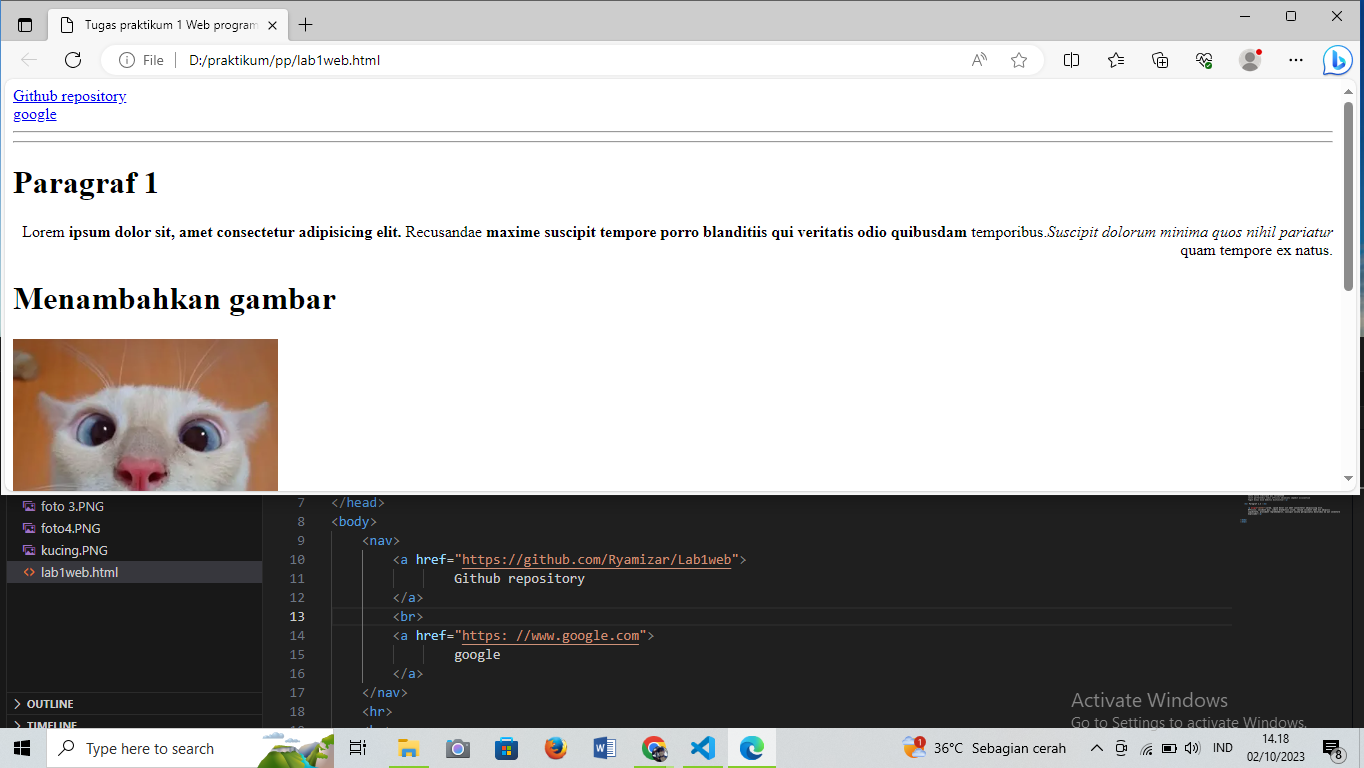 Tugas praktikum 1 Web program
File
D:/praktikum/pp/lab1web.html
Github repository
google
Paragraf 1
Lorem ipsum dolor sit, amet consectetur adipisicing elit. Recusandae maxime suscipit tempore porro blanditiis qui veritatis odio quibusdam temporibus.Suscipit dolorum minima quos nihil pariatur
quam tempore ex natus.
Menambahkan gambar
foto 3.PNG
foto4.PNG
kucing.PNG
lab1web.html
OUTLINE
TIMELINE
7 </head>
8 <body>
9 <nav>
10 <a href="https://github.com/Ryamizar/Lab1web">
11 Github repository
12 </a>
13 <br>
14 <a href="https: //www.google.com">
15 google
16 </a>
17 </nav>
18 <hr>
Activate Windows
Go to Settings to activate Windows.
Type here to search
1
36°C Sebagian cerah
IND
14.18
02/10/2023
8